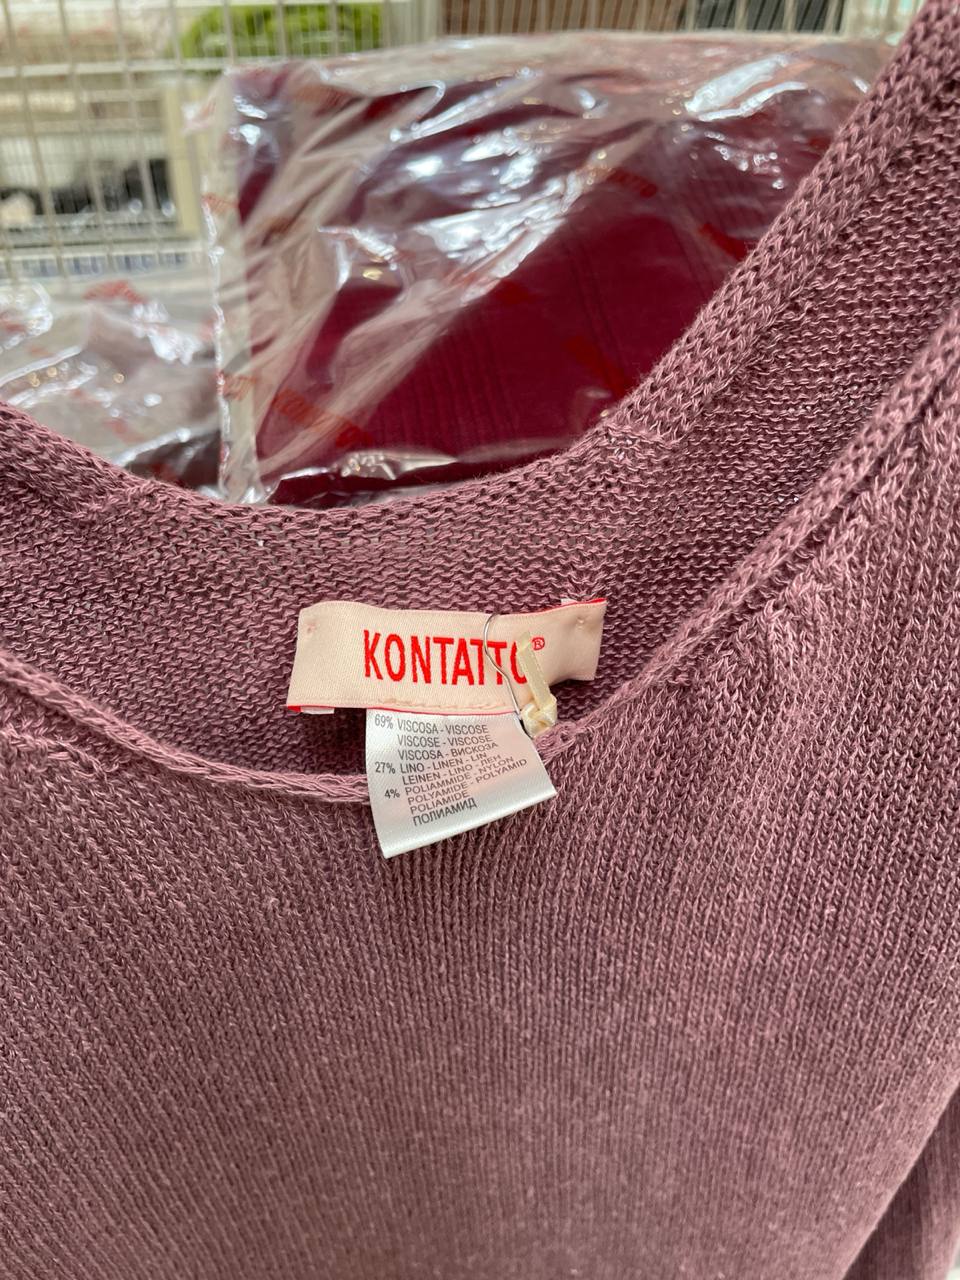 KONTATTO®
69% VISCOSA - VISCOSE
VISCOSE - VISCOSE
VISCOSA - ВИСКОЗА
27% LINO - LINEN - LIN
LEINEN - LINO - ЛЕН
4% POLIAMMIDE - NYLON
POLYAMIDE - POLYAMID
POLIAMIDE
ПОЛИАМИД